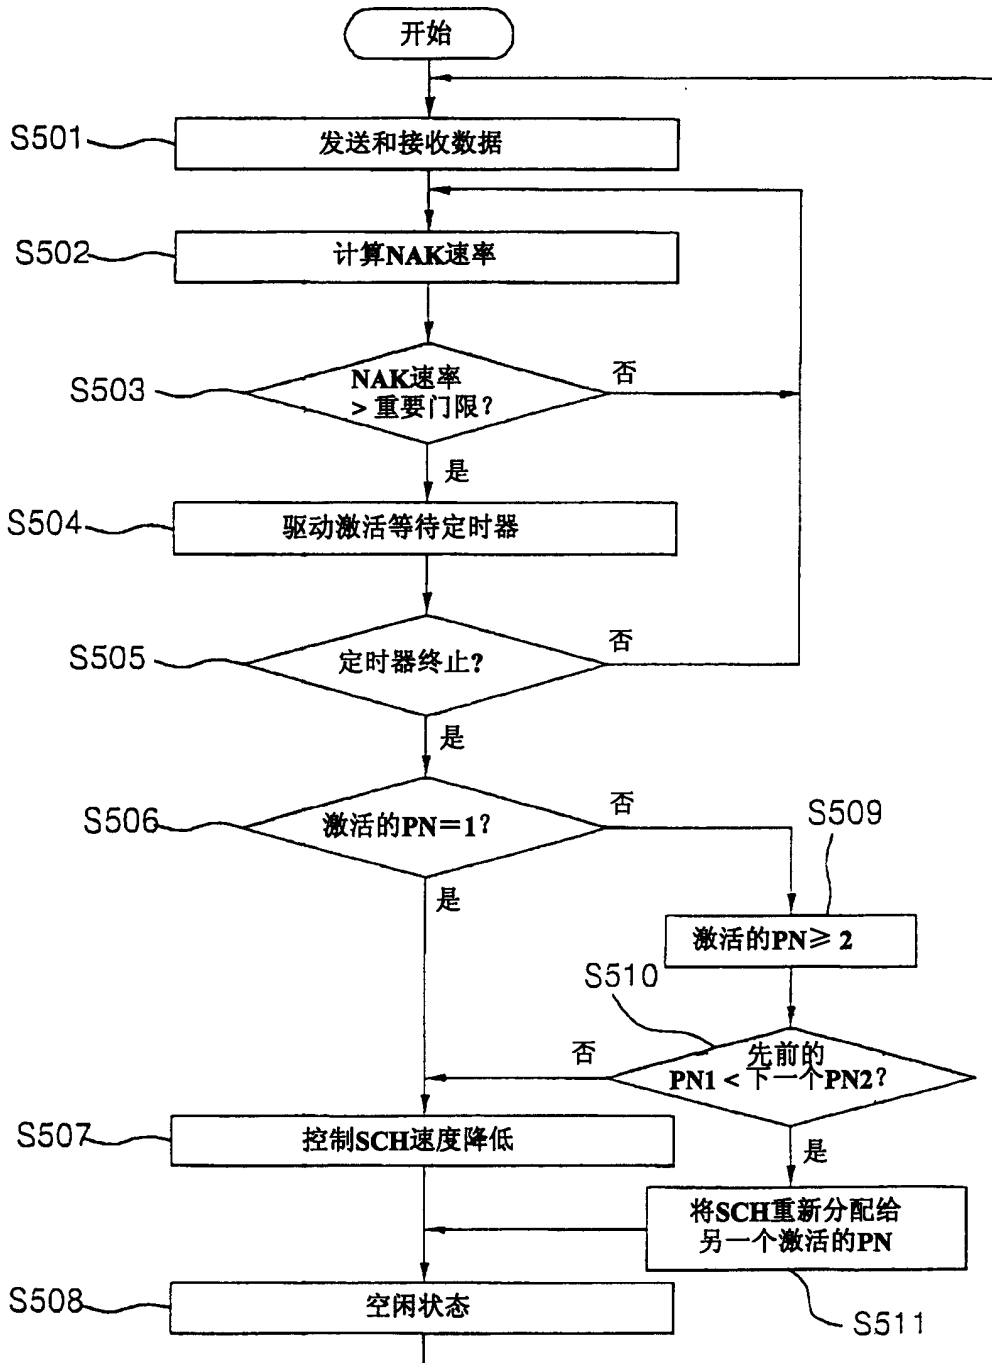 开始
S501
发送和接收数据
S502
计算NAK速率
S503
NAK速率
> 重要门限?
否
是
S504
驱动激活等待定时器
S505
定时器终止?
否
是
S506
激活的PN=1?
否
是
S509
激活的PN≥2
S510
先前的
PN1 < 下一个PN2?
否
是
S507
控制SCH速度降低
将SCH重新分配给
另一个激活的PN
S511
S508
空闲状态